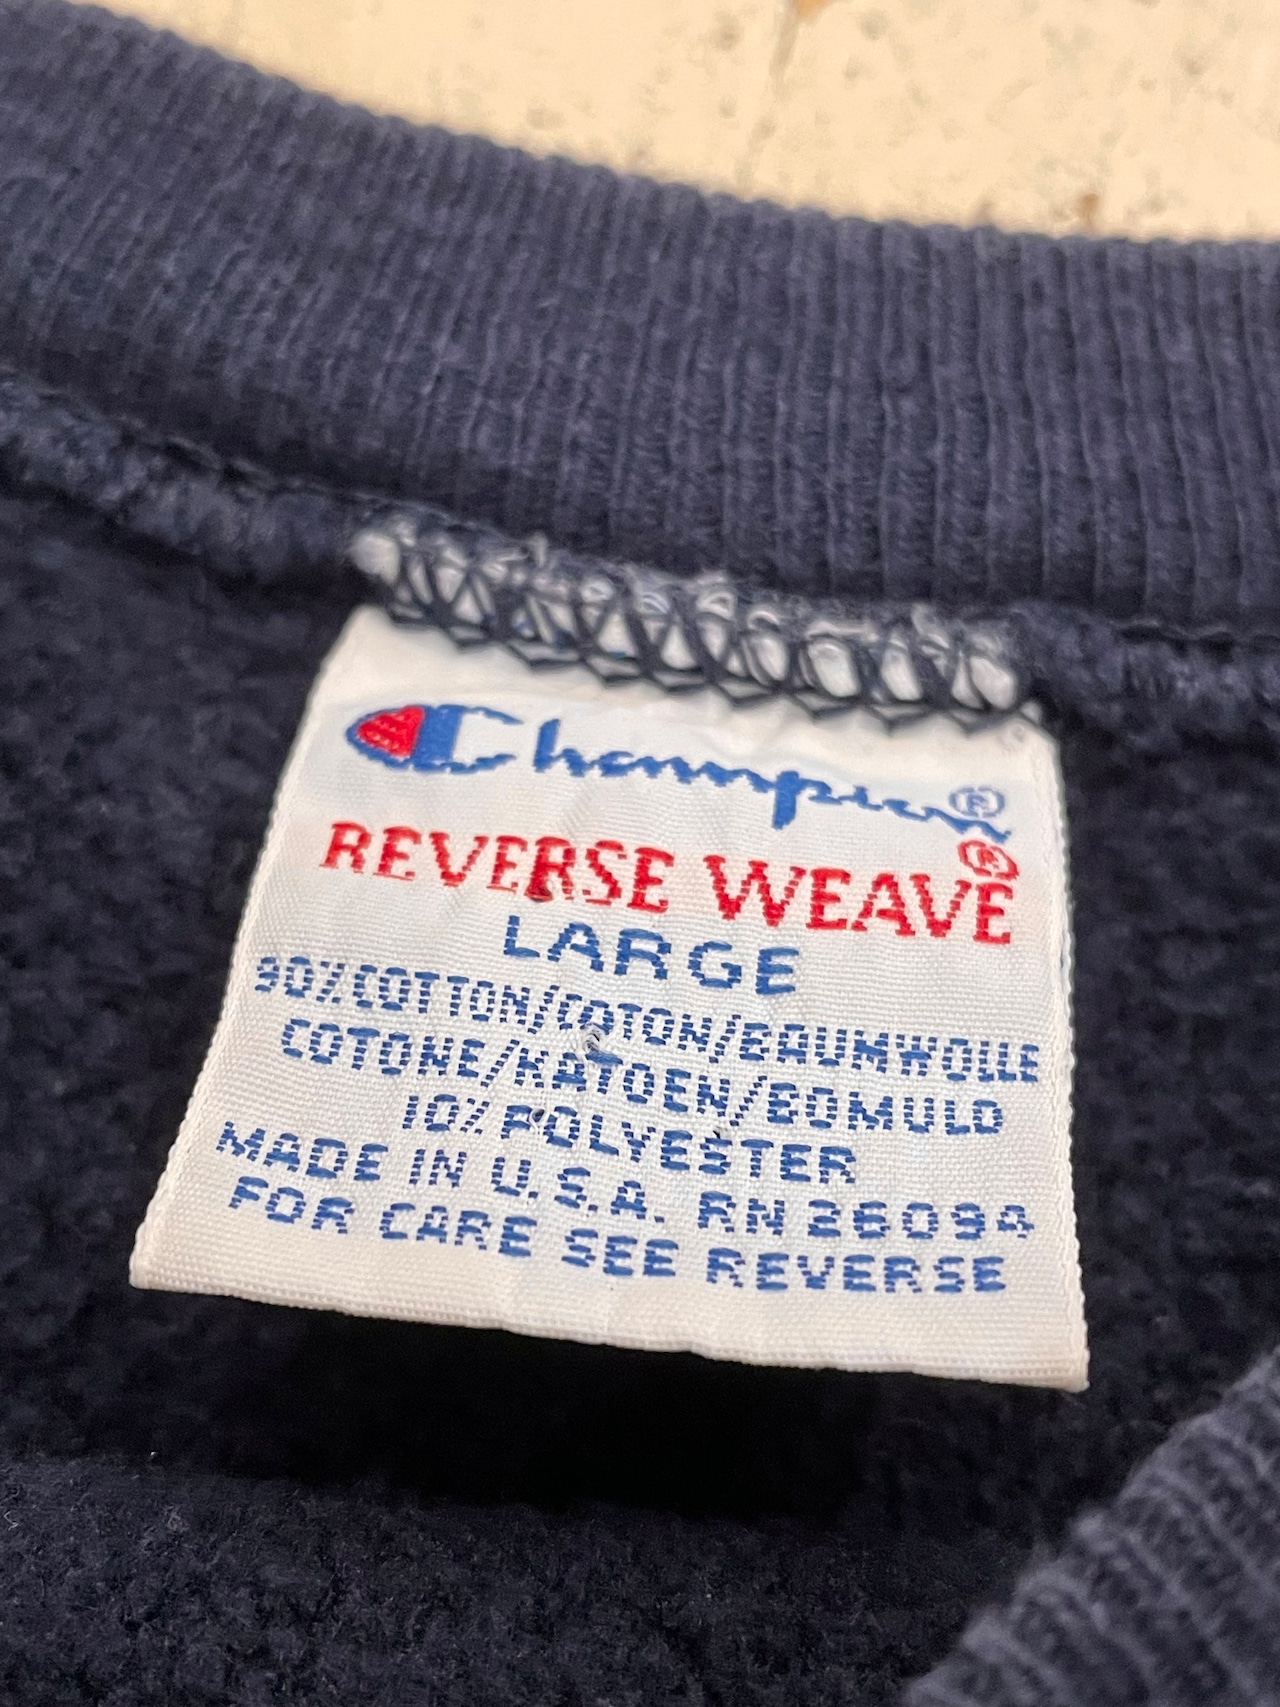 Champion®
REVERSE WEAVE®
LARGE
90% COTTON/COTON/BAUMWOLLE
COTONE/KATOEN/BOMULD
10% POLYESTER
MADE IN U.S.A. RN 26094
FOR CARE SEE REVERSE